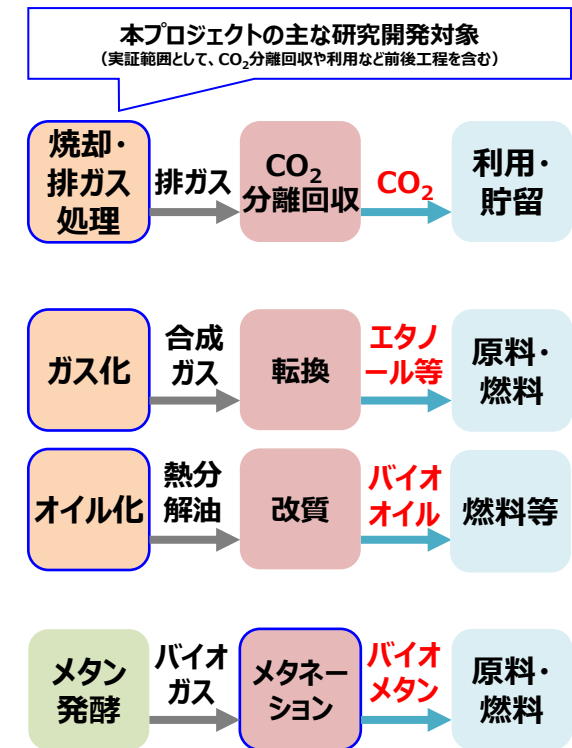 本プロジェクトの主な研究開発対象
（実証範囲として、CO₂分離回収や利用など前後工程を含む）
焼却・
排ガス
処理
排ガス
CO₂
分離回収
CO₂
利用・
貯留
ガス化
合成
ガス
転換
エタノ
ール等
原料・
燃料
オイル化
熱分
解油
改質
バイオ
オイル
燃料等
メタン
発酵
バイオ
ガス
メタネー
ション
バイオ
メタン
原料・
燃料